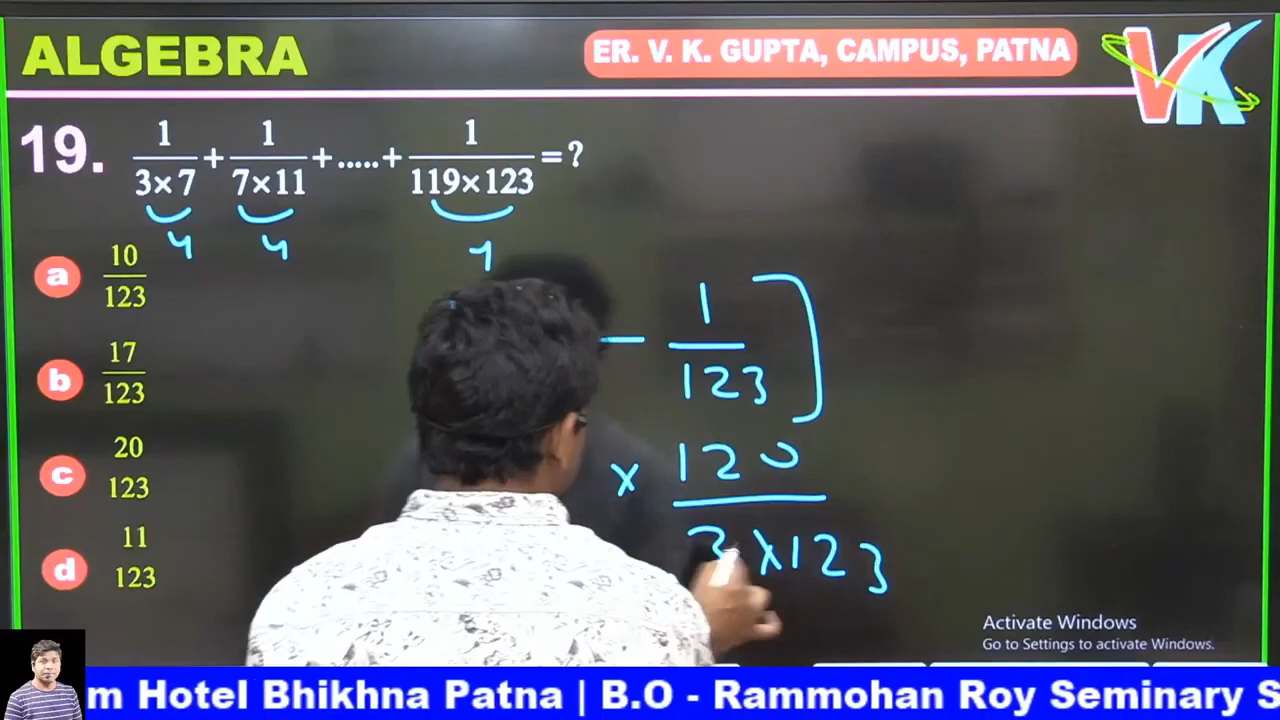 ALGEBRA
ER. V. K. GUPTA, CAMPUS, PATNA
VK
19. 1/(3×7) + 1/(7×11) + ..... + 1/(119×123) = ?
4 4 4
a 10/123
b 17/123
c 20/123
d 11/123
− 1/123 ]
× 120/(3×123)
Activate Windows
Go to Settings to activate Windows.
m Hotel Bhikhna Patna | B.O - Rammohan Roy Seminary S